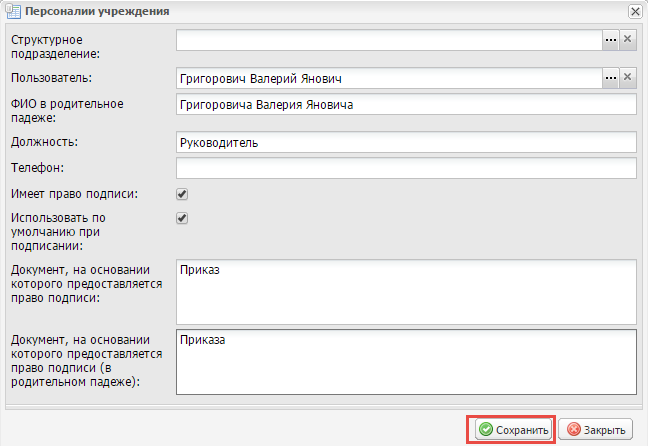 Персоналии учреждения
Структурное
подразделение:
Пользователь:
Григорович Валерий Янович
ФИО в родительное
падеже:
Григоровича Валерия Яновича
Должность:
Руководитель
Телефон:
Имеет право подписи:
Использовать по
умолчанию при
подписании:
Документ, на основании
которого предоставляется
право подписи:
Приказ
Документ, на основании
которого предоставляется
право подписи (в
родительном падеже):
Приказа
Сохранить
Закрыть